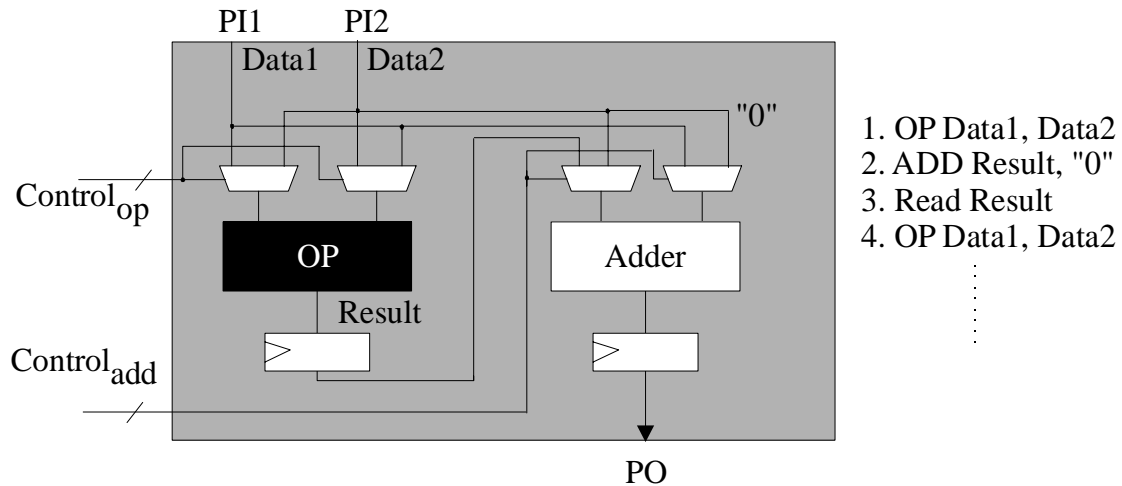 PI1 PI2
Data1 Data2
"0"
Control op
OP
Adder
Result
Control add
PO
1. OP Data1, Data2
2. ADD Result, "0"
3. Read Result
4. OP Data1, Data2